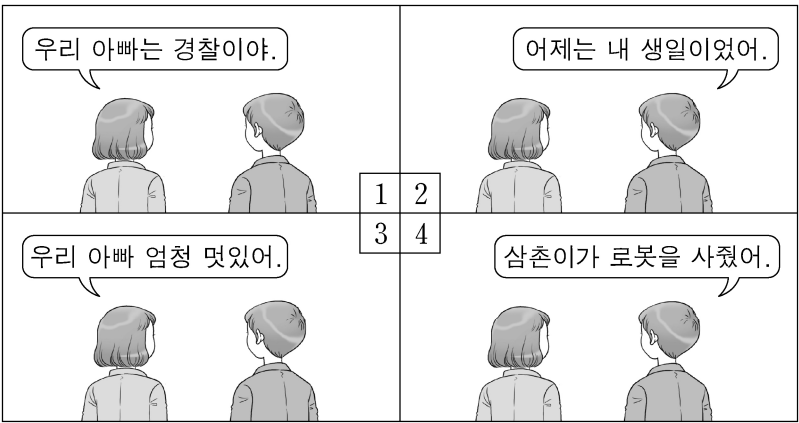 우리 아빠는 경찰이야.
어제는 내 생일이었어.
1 2
3 4
우리 아빠 엄청 멋있어.
삼촌이가 로봇을 사줬어.